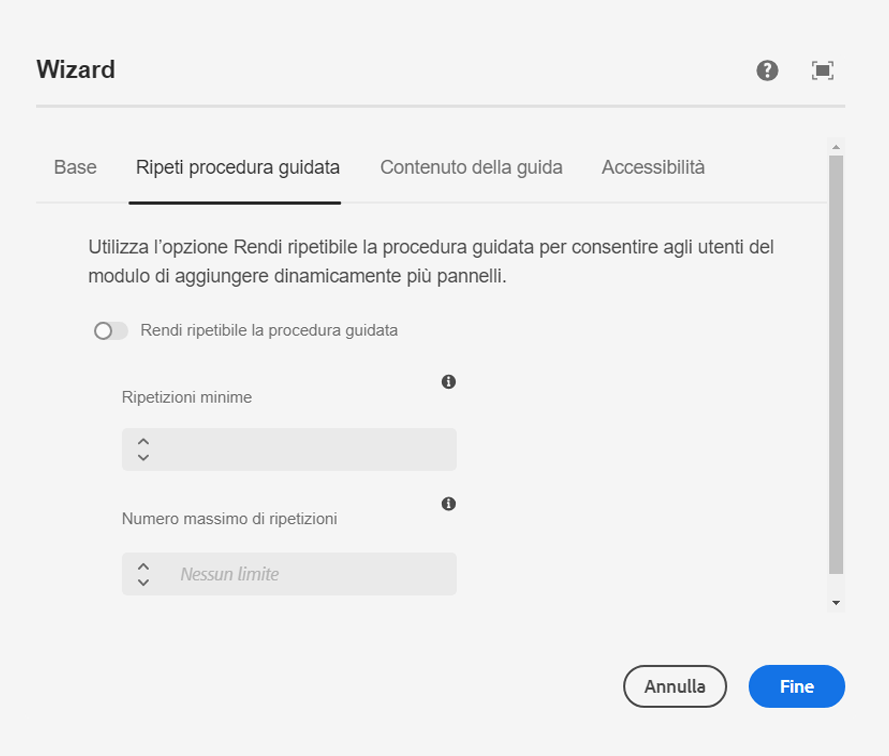 Wizard
Base Ripeti procedura guidata Contenuto della guida Accessibilità
Utilizza l’opzione Rendi ripetibile la procedura guidata per consentire agli utenti del
modulo di aggiungere dinamicamente più pannelli.
Rendi ripetibile la procedura guidata
Ripetizioni minime
Numero massimo di ripetizioni
Nessun limite
Annulla Fine